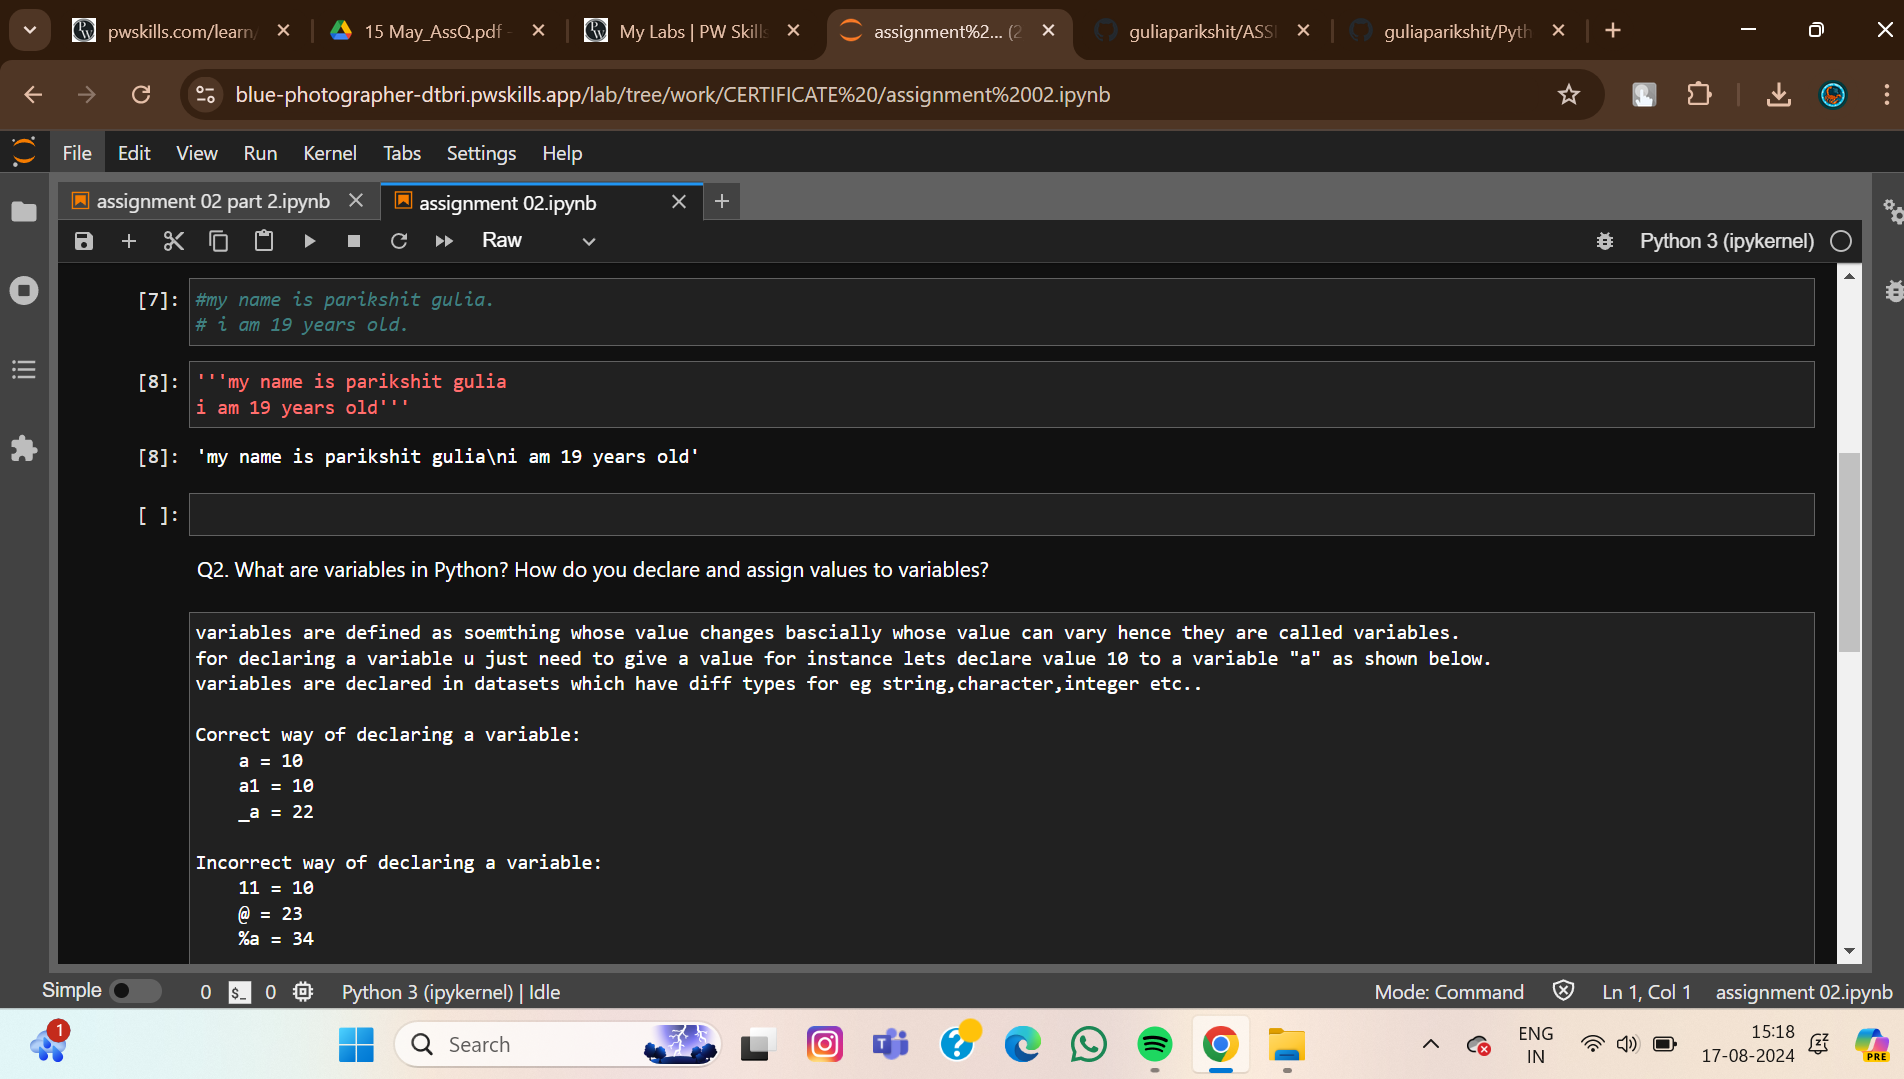 pwskills.com/learn/
15 May_AssQ.pdf -
My Labs | PW Skills
assignment%2... (2
guliaparikshit/ASSI
guliaparikshit/Pyth
blue-photographer-dtbri.pwskills.app/lab/tree/work/CERTIFICATE%20/assignment%2002.ipynb
File Edit View Run Kernel Tabs Settings Help
assignment 02 part 2.ipynb
assignment 02.ipynb
Raw
Python 3 (ipykernel)
[7]: #my name is parikshit gulia.
# i am 19 years old.
[8]: '''my name is parikshit gulia
i am 19 years old'''
[8]: 'my name is parikshit gulia\ni am 19 years old'
[ ]:
Q2. What are variables in Python? How do you declare and assign values to variables?
variables are defined as soemthing whose value changes bascially whose value can vary hence they are called variables.
for declaring a variable u just need to give a value for instance lets declare value 10 to a variable "a" as shown below.
variables are declared in datasets which have diff types for eg string,character,integer etc..
Correct way of declaring a variable:
a = 10
a1 = 10
_a = 22
Incorrect way of declaring a variable:
11 = 10
@ = 23
%a = 34
Simple 0 $_ 0 Python 3 (ipykernel) | Idle
Mode: Command Ln 1, Col 1 assignment 02.ipynb
1
Search
ENG
IN
15:18
17-08-2024
PRE